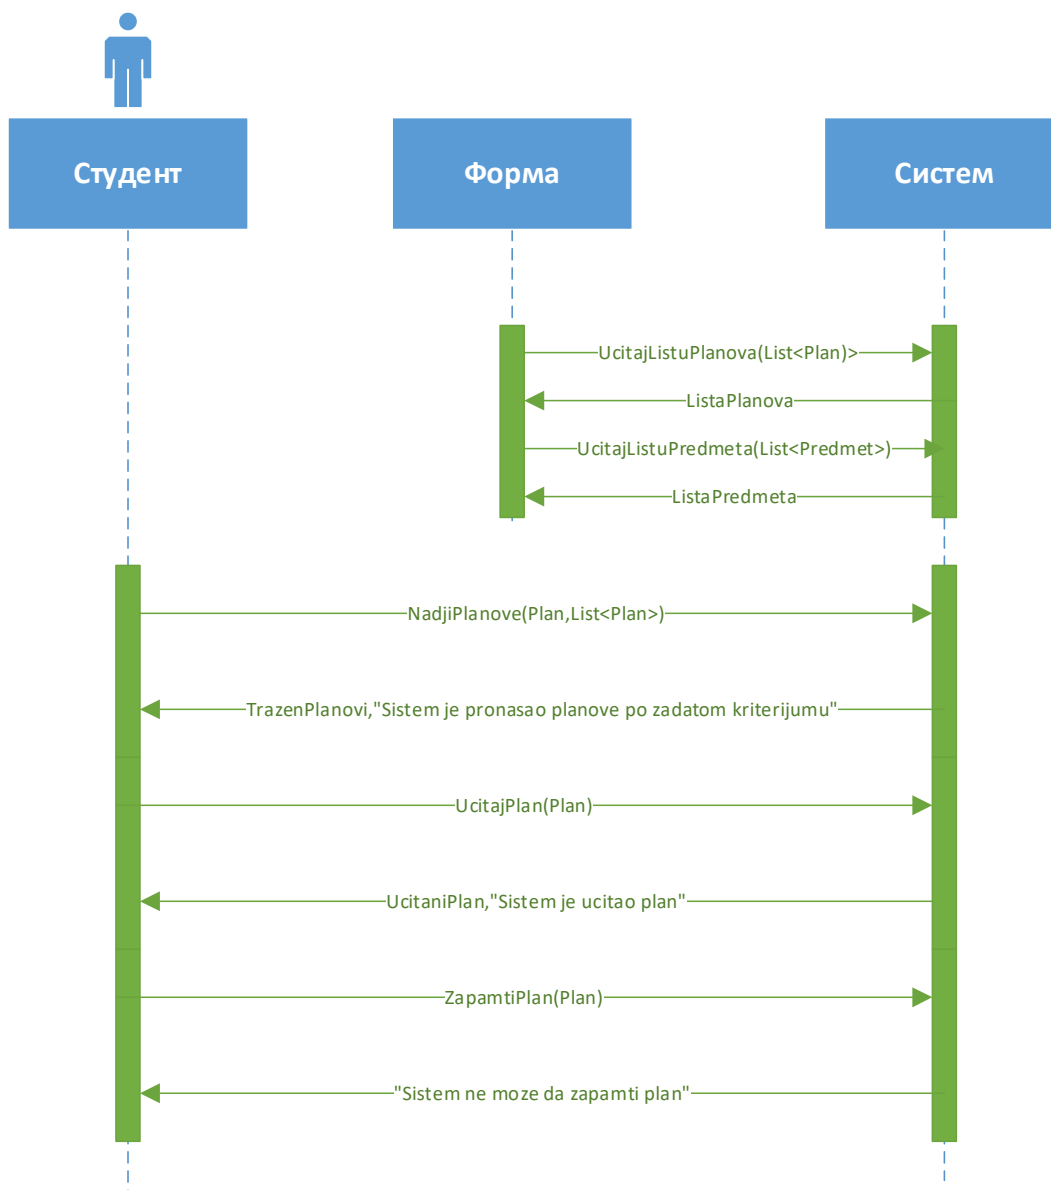 Студент
Форма
Систем
UcitajListuPlanova(List<Plan)>
ListaPlanova
UcitajListuPredmeta(List<Predmet>)
ListaPredmeta
NadjiPlanove(Plan,List<Plan>)
TrazenPlanovi,"Sistem je pronasao planove po zadatom kriterijumu"
UcitajPlan(Plan)
UcitaniPlan,"Sistem je ucitao plan"
ZapamtiPlan(Plan)
"Sistem ne moze da zapamti plan"